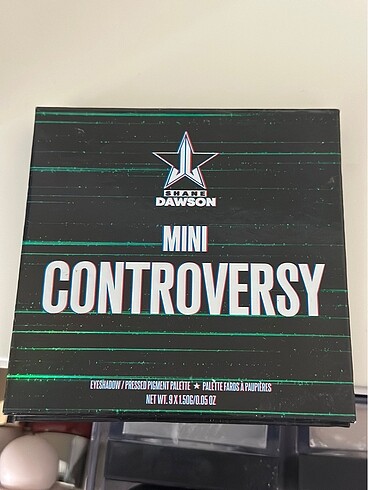 SHANE
DAWSON
MINI
CONTROVERSY
EYESHADOW / PRESSED PIGMENT PALETTE ★ PALETTE FARDS À PAUPIÈRES
NET WT. 9 X 1.50G/0.05 OZ